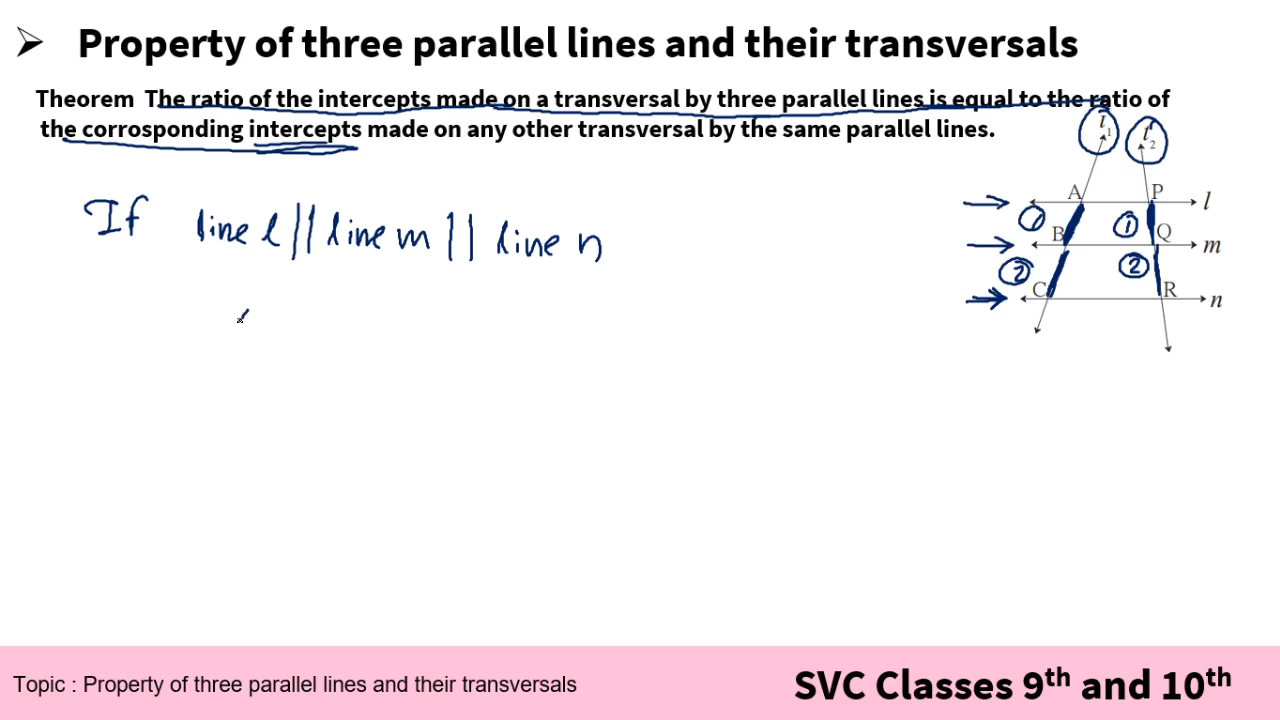 Property of three parallel lines and their transversals
Theorem The ratio of the intercepts made on a transversal by three parallel lines is equal to the ratio of
the corrosponding intercepts made on any other transversal by the same parallel lines.
t1 t2
If line l || line m || line n
A P l
① ①
B Q m
② ②
C R n
Topic : Property of three parallel lines and their transversals
SVC Classes 9th and 10th